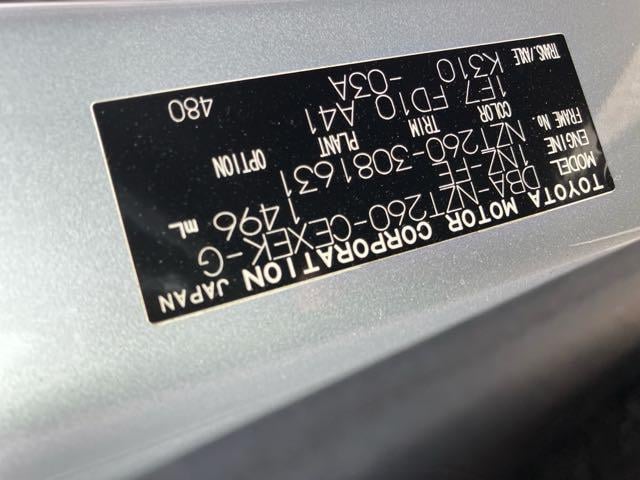 TOYOTA MOTOR CORPORATION JAPAN
MODEL DBA-NZT260-CEXEK-G
ENGINE 1NZ-FE 1496 mL
FRAME No NZT260-3081631
COLOR TRIM PLANT OPTION
1E7 FD10 A41
TRANS./AXLE K310 -03A 480